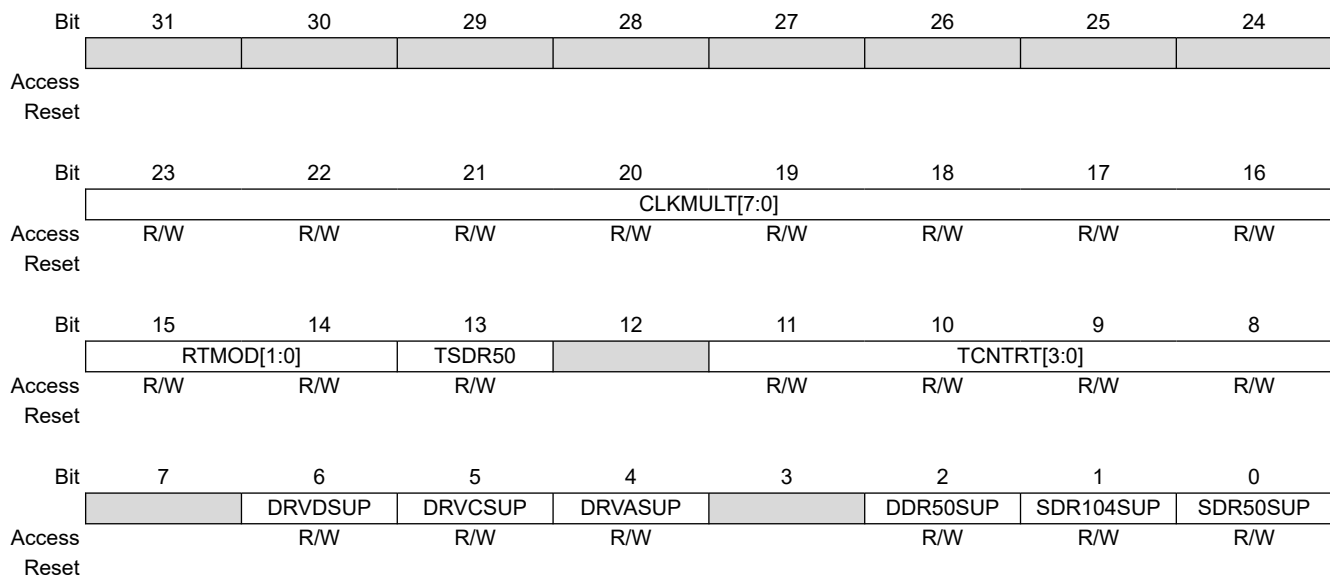 Bit 31 30 29 28 27 26 25 24
Access
Reset
Bit 23 22 21 20 19 18 17 16
CLKMULT[7:0]
Access R/W R/W R/W R/W R/W R/W R/W R/W
Reset
Bit 15 14 13 12 11 10 9 8
RTMOD[1:0] TSDR50 TCNTRT[3:0]
Access R/W R/W R/W R/W R/W R/W R/W
Reset
Bit 7 6 5 4 3 2 1 0
DRVDSUP DRVCSUP DRVASUP DDR50SUP SDR104SUP SDR50SUP
Access R/W R/W R/W R/W R/W R/W
Reset